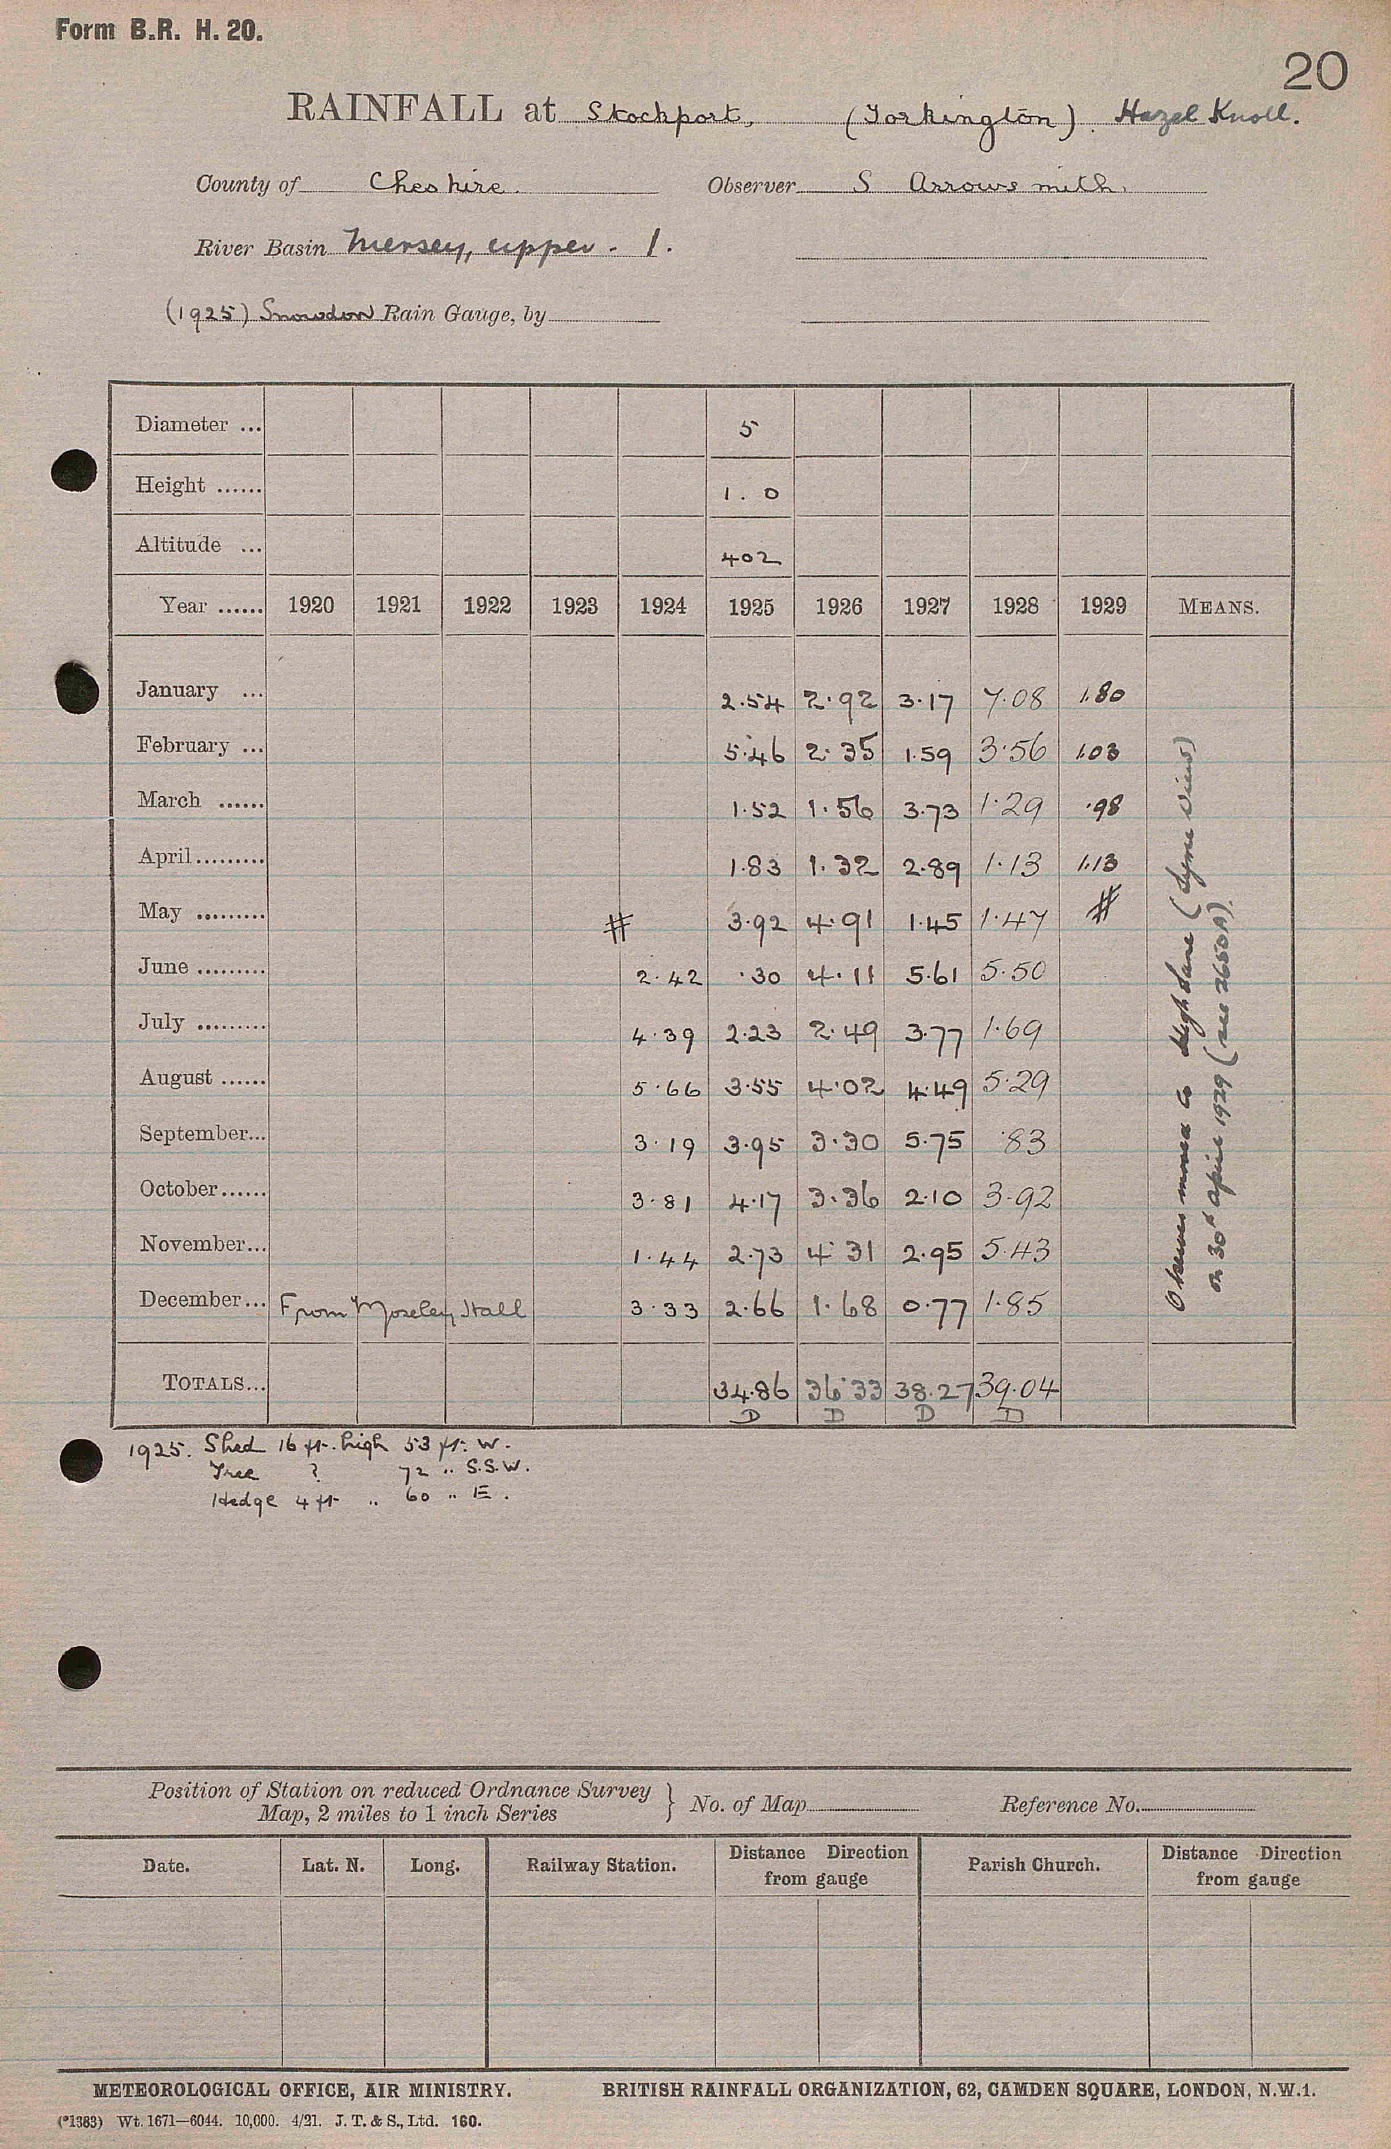 Form B.R. H. 20.
20
RAINFALL at Stockport, (Torkington). Hazel Knoll.
County of Cheshire. Observer S Arrowsmith.
River Basin Mersey, upper. 1.
(1925) Snowdon Rain Gauge, by
Diameter ... 5
Height ...... 1. 0
Altitude ... 402
Year ...... 1920 1921 1922 1923 1924 1925 1926 1927 1928 1929 MEANS.
January ... 2.54 2.92 3.17 7.08 1.80
February ... 5.46 2.35 1.59 3.56 1.03
March ...... 1.52 1.56 3.73 1.29 .98
April......... 1.83 1.32 2.89 1.13 1.13
May ......... # 3.92 4.91 1.45 1.47 #
June ......... 2.42 .30 4.11 5.61 5.50
July ......... 4.39 2.23 2.49 3.77 1.69
August ...... 5.66 3.55 4.02 4.49 5.29
September... 3.19 3.95 3.30 5.75 .83
October...... 3.81 4.17 3.36 2.10 3.92
November... 1.44 2.73 4.31 2.95 5.43
December... From Moseley Hall 3.33 2.66 1.68 0.77 1.85
TOTALS... 34.86 36.33 38.27 39.04
D D D D
Observer moved to High Lane (Lyme View)
on 30th April 1929 (see 2650A).
1925. Shed 16 ft. high 53 ft. W.
Tree ? 72 " S.S.W.
Hedge 4 ft " 60 " E.
Position of Station on reduced Ordnance Survey
Map, 2 miles to 1 inch Series } No. of Map Reference No.
Date. Lat. N. Long. Railway Station. Distance Direction from gauge Parish Church. Distance Direction from gauge
METEOROLOGICAL OFFICE, AIR MINISTRY. BRITISH RAINFALL ORGANIZATION, 62, CAMDEN SQUARE, LONDON, N.W.1.
(*1383) Wt. 1671—6044. 10,000. 4/21. J. T. & S., Ltd. 160.